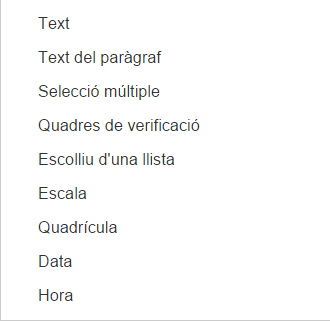 Text
Text del paràgraf
Selecció múltiple
Quadres de verificació
Escolliu d'una llista
Escala
Quadrícula
Data
Hora